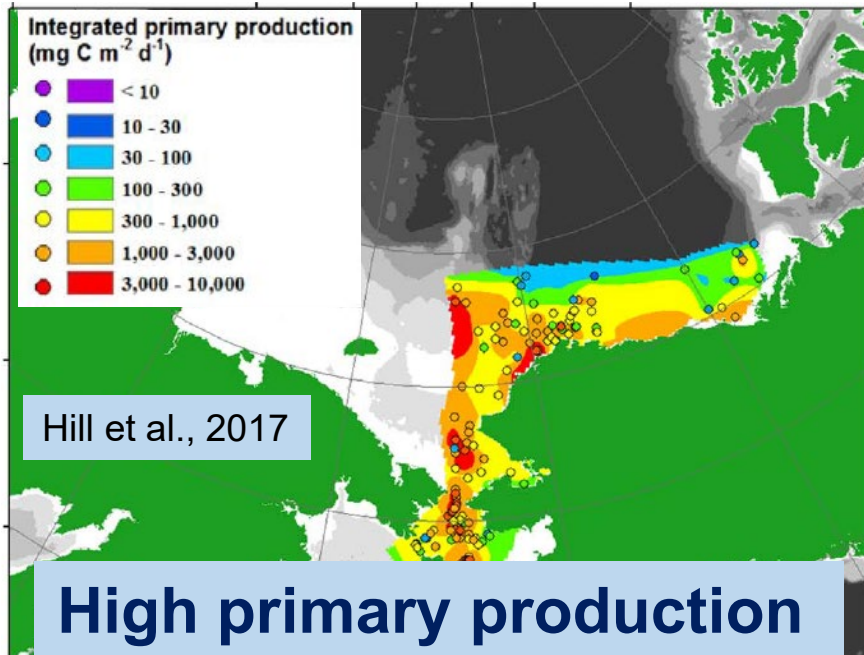 Integrated primary production
(mg C m⁻² d⁻¹)
< 10
10 - 30
30 - 100
100 - 300
300 - 1,000
1,000 - 3,000
3,000 - 10,000
Hill et al., 2017
High primary production